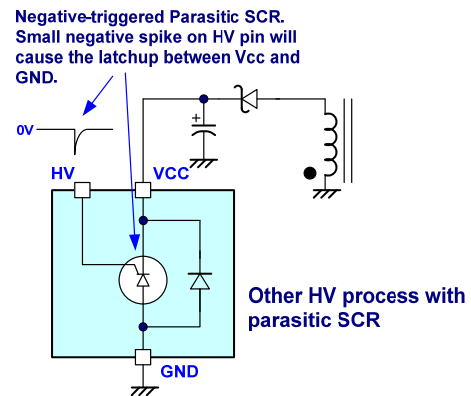 Negative-triggered Parasitic SCR.
Small negative spike on HV pin will
cause the latchup between Vcc and
GND.
0V
+
HV
VCC
Other HV process with
parasitic SCR
GND